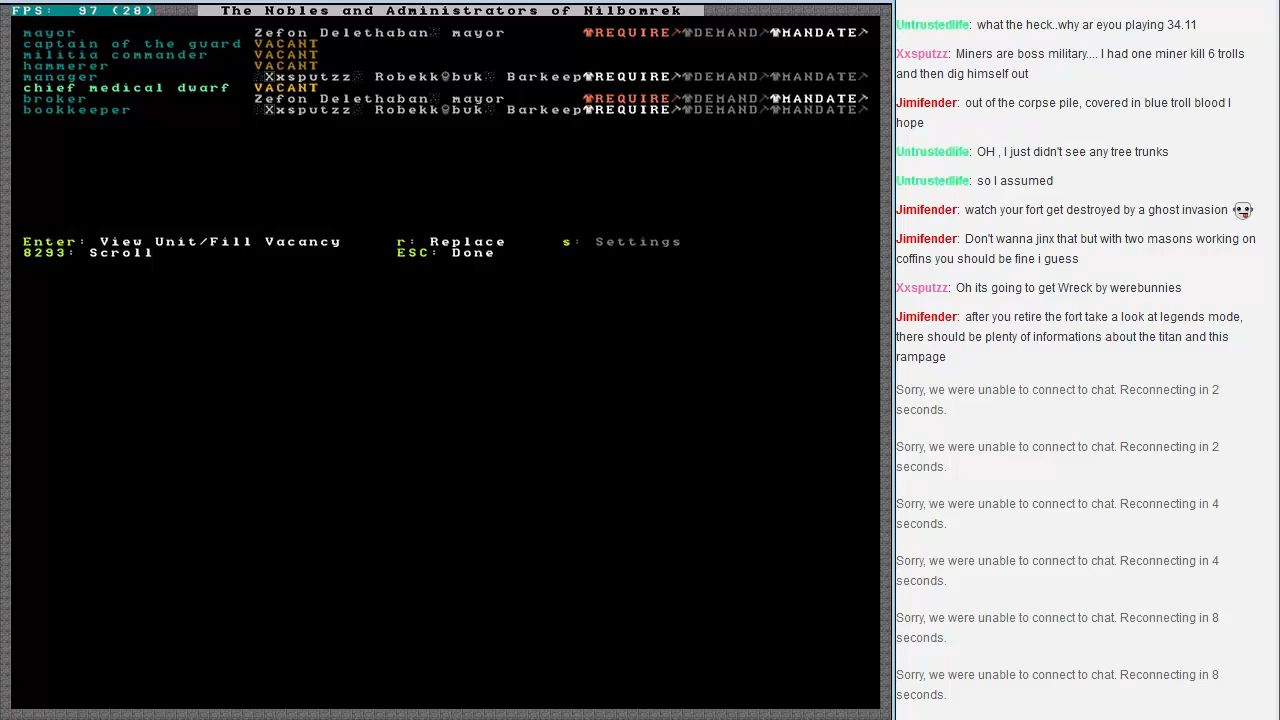 FPS: 97 (20) The Nobles and Administrators of Nilbomrek
mayor Zefon Delethaban mayor REQUIRE DEMAND MANDATE
captain of the guard VACANT
militia commander VACANT
hammerer VACANT
manager Xxsputzz Robekk♀buk Barkeep REQUIRE DEMAND MANDATE
chief medical dwarf VACANT
broker Zefon Delethaban mayor REQUIRE DEMAND MANDATE
bookkeeper Xxsputzz Robekk♀buk Barkeep REQUIRE DEMAND MANDATE
Enter: View Unit/Fill Vacancy r: Replace s: Settings
8293: Scroll ESC: Done
Untrustedlife: what the heck..why ar eyou playing 34.11
Xxsputzz: Miners are boss military... I had one miner kill 6 trolls
and then dig himself out
Jimifender: out of the corpse pile, covered in blue troll blood I
hope
Untrustedlife: OH , I just didn't see any tree trunks
Untrustedlife: so I assumed
Jimifender: watch your fort get destroyed by a ghost invasion
Jimifender: Don't wanna jinx that but with two masons working on
coffins you should be fine i guess
Xxsputzz: Oh its going to get Wreck by werebunnies
Jimifender: after you retire the fort take a look at legends mode,
there should be plenty of informations about the titan and this
rampage
Sorry, we were unable to connect to chat. Reconnecting in 2
seconds.
Sorry, we were unable to connect to chat. Reconnecting in 2
seconds.
Sorry, we were unable to connect to chat. Reconnecting in 4
seconds.
Sorry, we were unable to connect to chat. Reconnecting in 4
seconds.
Sorry, we were unable to connect to chat. Reconnecting in 8
seconds.
Sorry, we were unable to connect to chat. Reconnecting in 8
seconds.